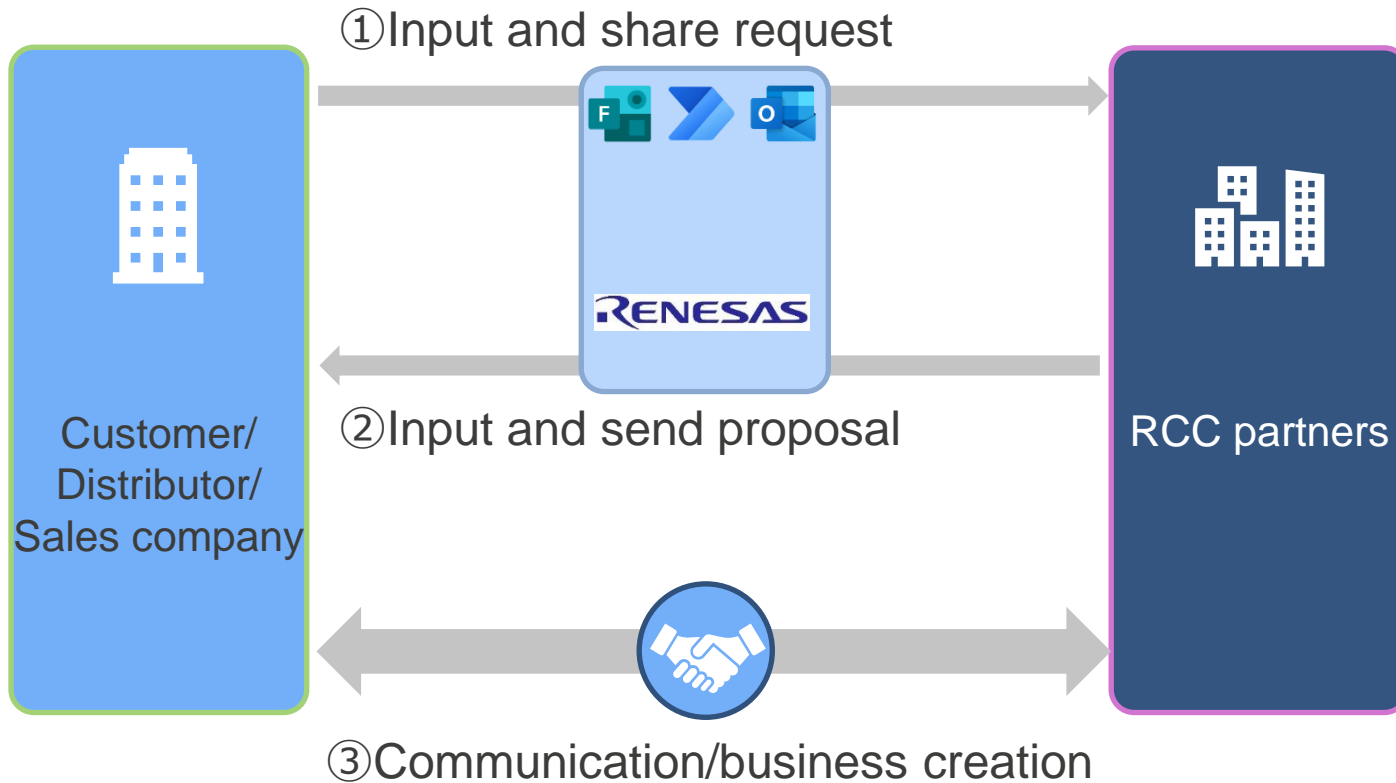 ①Input and share request
F
O
RENESAS
②Input and send proposal
Customer/
Distributor/
Sales company
RCC partners
③Communication/business creation